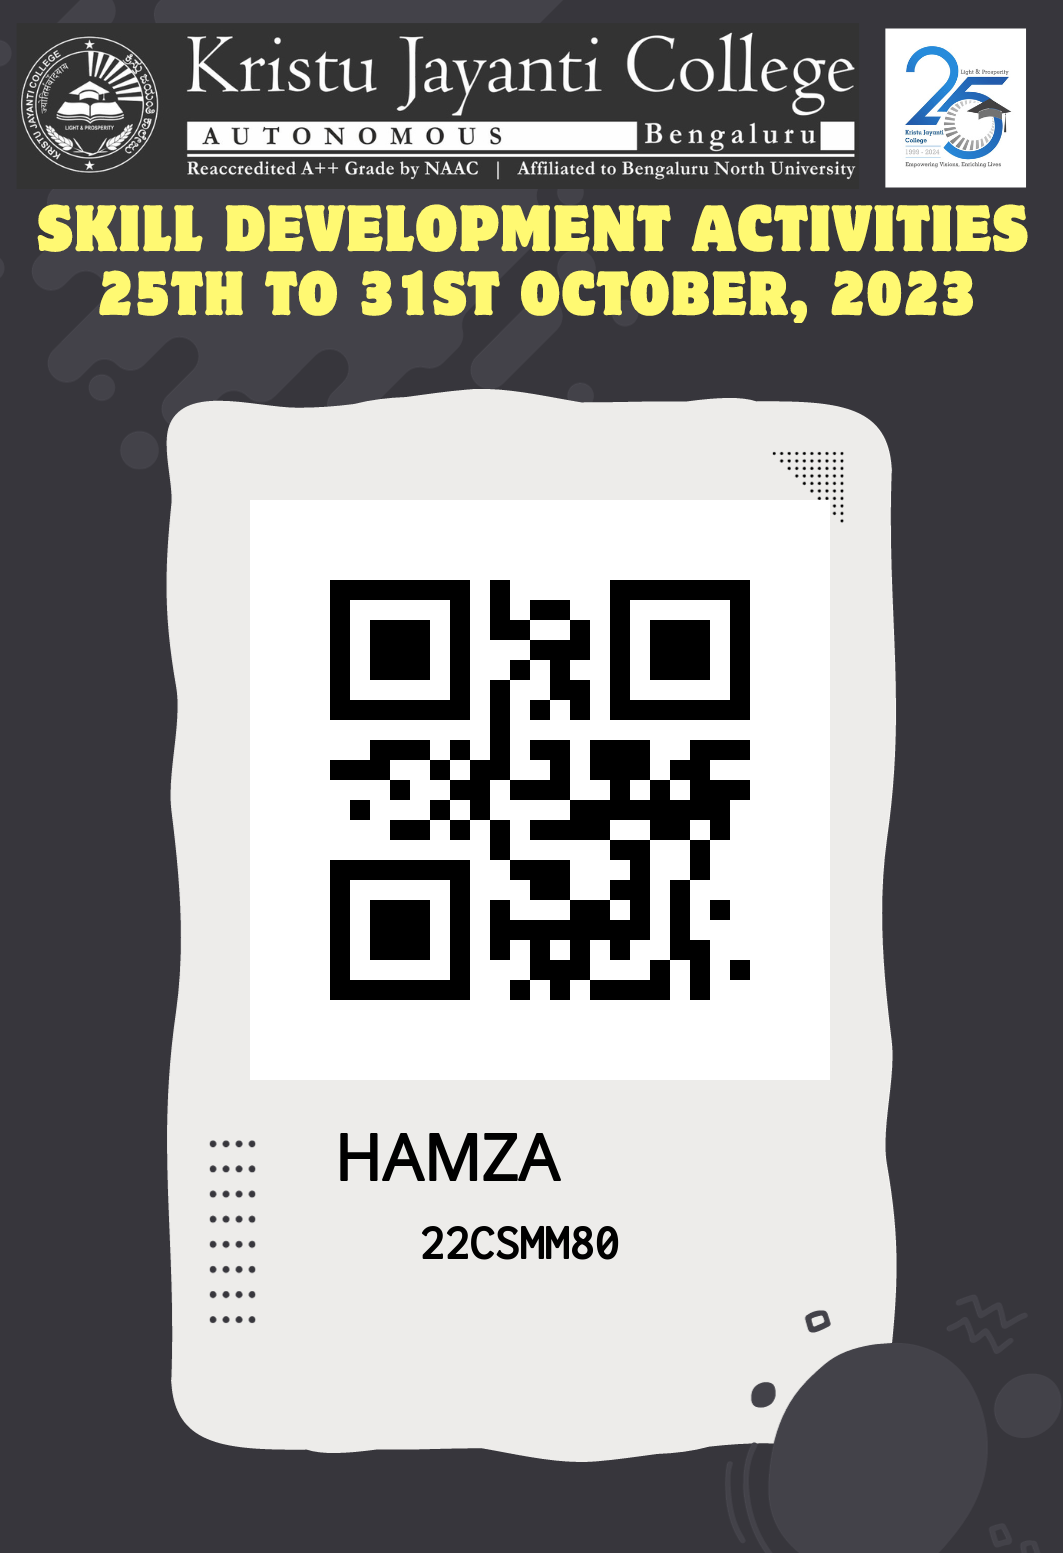 Kristu Jayanti College
AUTONOMOUS Bengaluru
Reaccredited A++ Grade by NAAC | Affiliated to Bengaluru North University
KRISTU JAYANTI COLLEGE
LIGHT & PROSPERITY
25
Light & Prosperity
Kristu Jayanti
College
1999 - 2024
Empowering Visions. Enriching Lives
SKILL DEVELOPMENT ACTIVITIES
25TH TO 31ST OCTOBER, 2023
HAMZA
22CSMM80